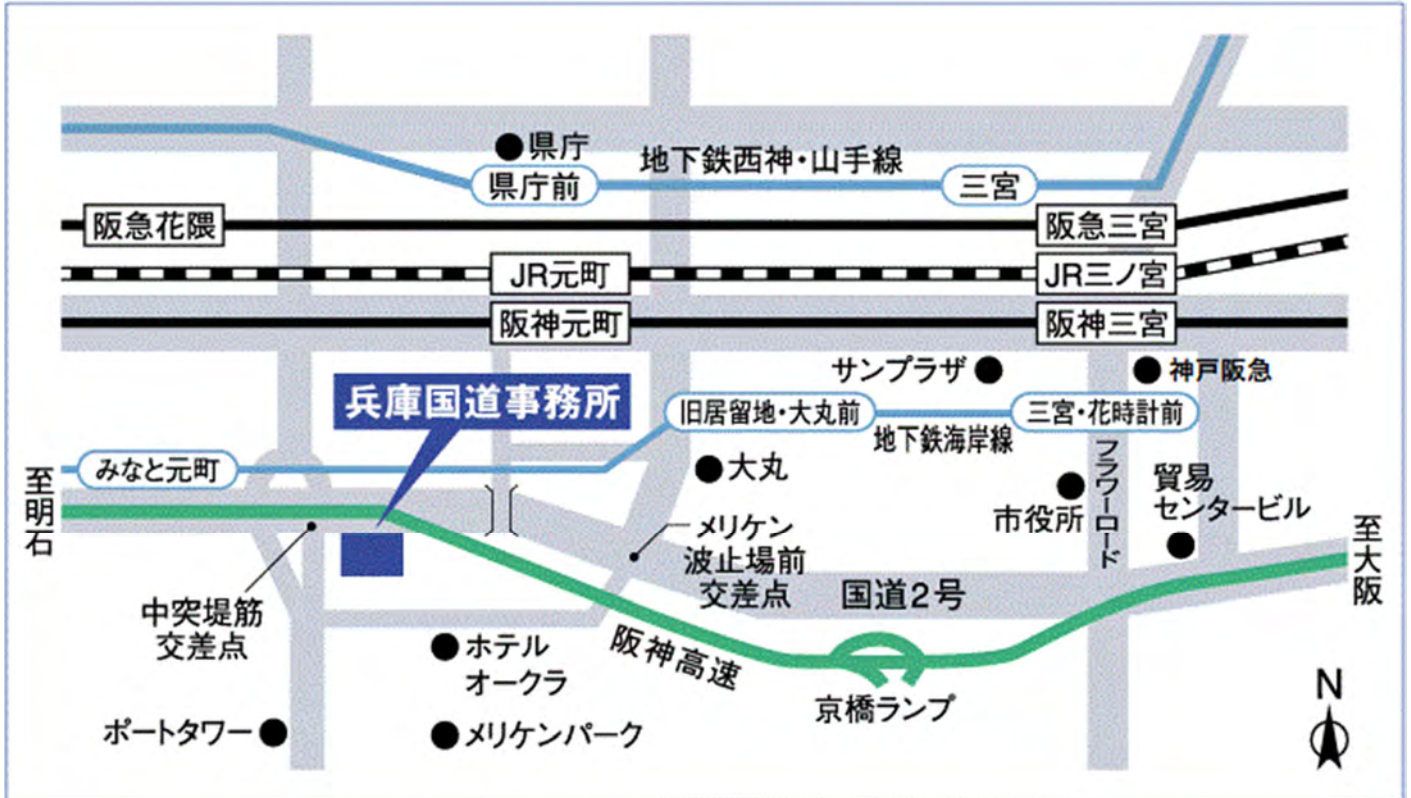 県庁
地下鉄西神・山手線
県庁前
三宮
阪急花隈
阪急三宮
JR元町
JR三ノ宮
阪神元町
阪神三宮
サンプラザ
神戸阪急
兵庫国道事務所
旧居留地・大丸前
三宮・花時計前
地下鉄海岸線
みなと元町
大丸
フラワーロード
至明石
市役所
貿易
センタービル
メリケン
波止場前
交差点
至大阪
国道2号
中突堤筋
交差点
ホテル
オークラ
阪神高速
京橋ランプ
ポートタワー
メリケンパーク
N